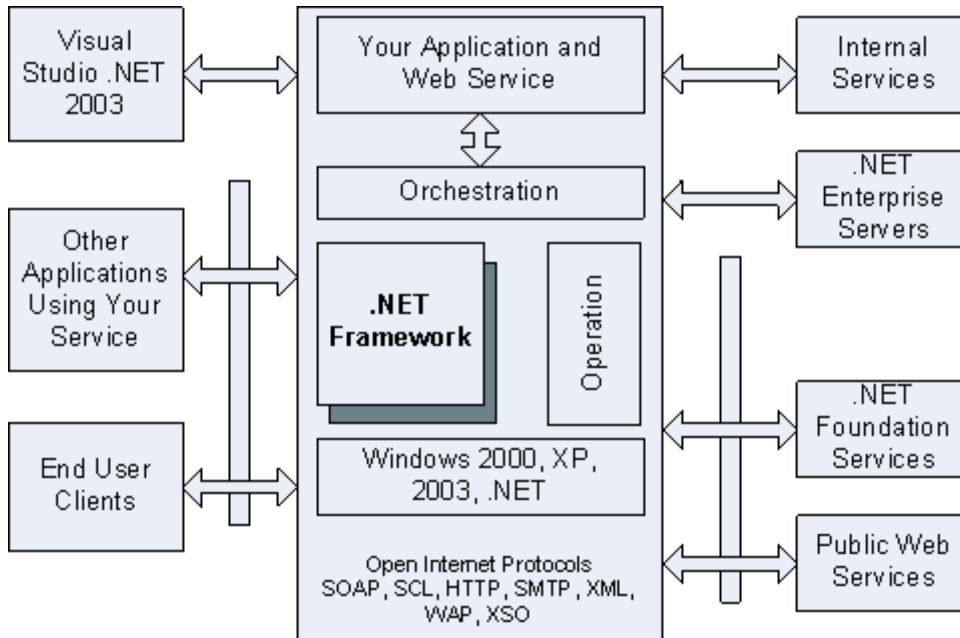 Visual
Studio .NET
2003
Other
Applications
Using Your
Service
End User
Clients
Your Application and
Web Service
Orchestration
.NET
Framework
Operation
Windows 2000, XP,
2003, .NET
Open Internet Protocols
SOAP, SCL, HTTP, SMTP, XML,
WAP, XSO
Internal
Services
.NET
Enterprise
Servers
.NET
Foundation
Services
Public Web
Services